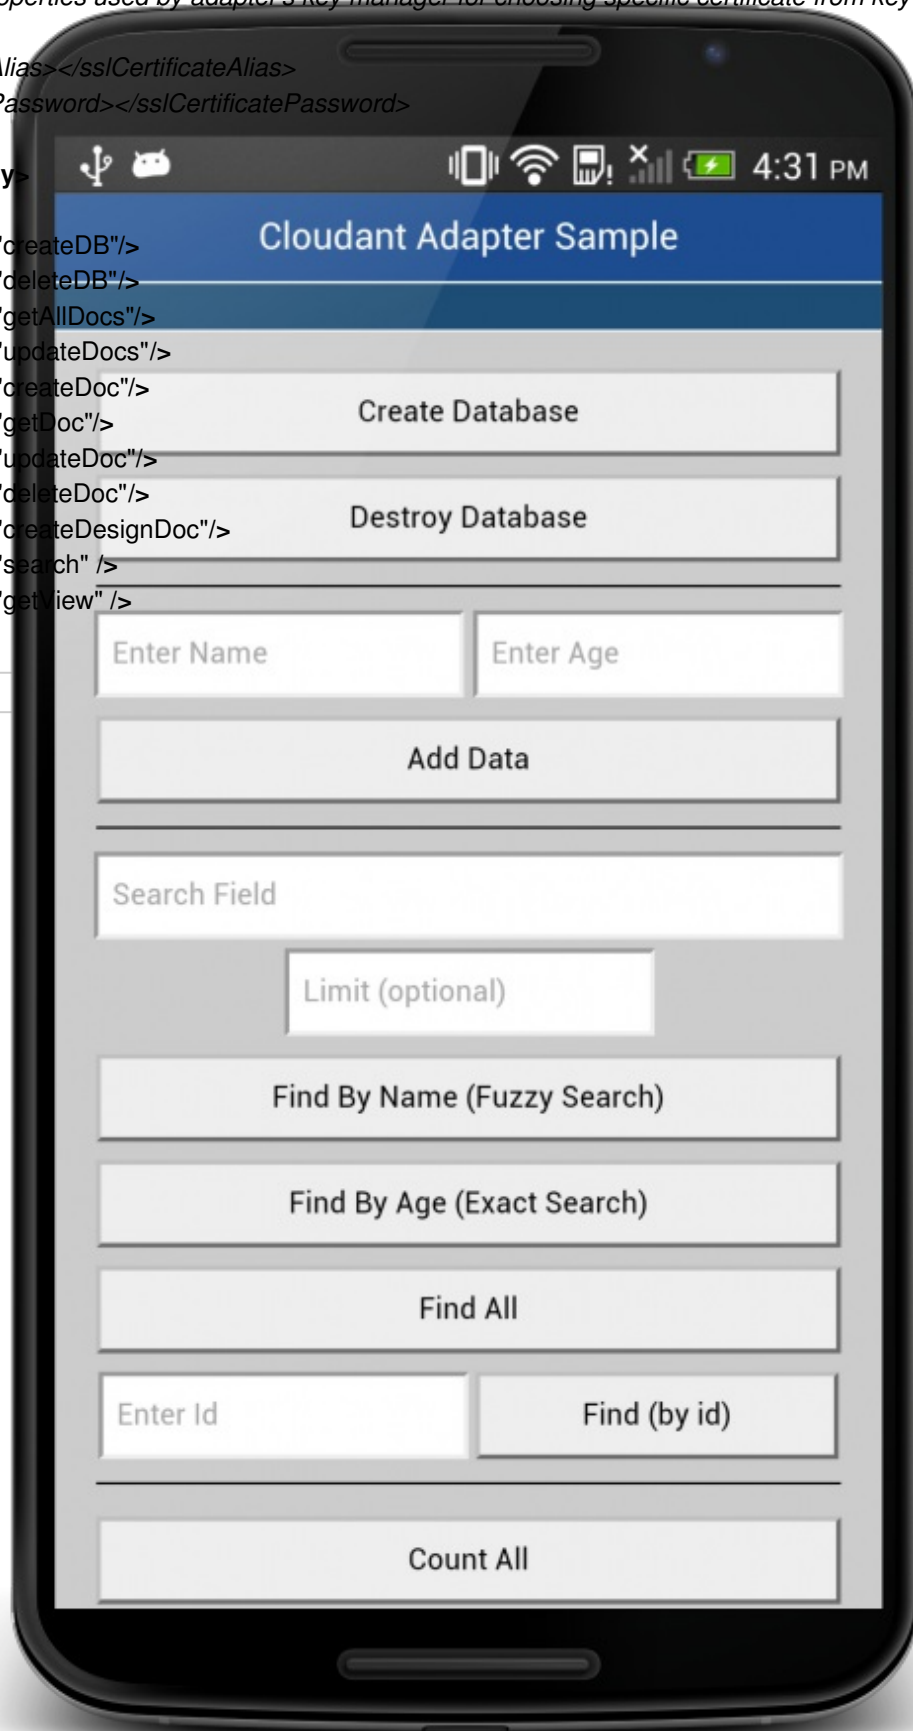 operties used by adapter's key manager for choosing specific certificate from key
Alias></sslCertificateAlias>
Password></sslCertificatePassword>
y>
4:31 PM
Cloudant Adapter Sample
"createDB"/>
"deleteDB"/>
"getAllDocs"/>
"updateDocs"/>
"createDoc"/>
"getDoc"/>
"updateDoc"/>
"deleteDoc"/>
"createDesignDoc"/>
"search" />
"getView" />
Create Database
Destroy Database
Enter Name Enter Age
Add Data
Search Field
Limit (optional)
Find By Name (Fuzzy Search)
Find By Age (Exact Search)
Find All
Enter Id Find (by id)
Count All